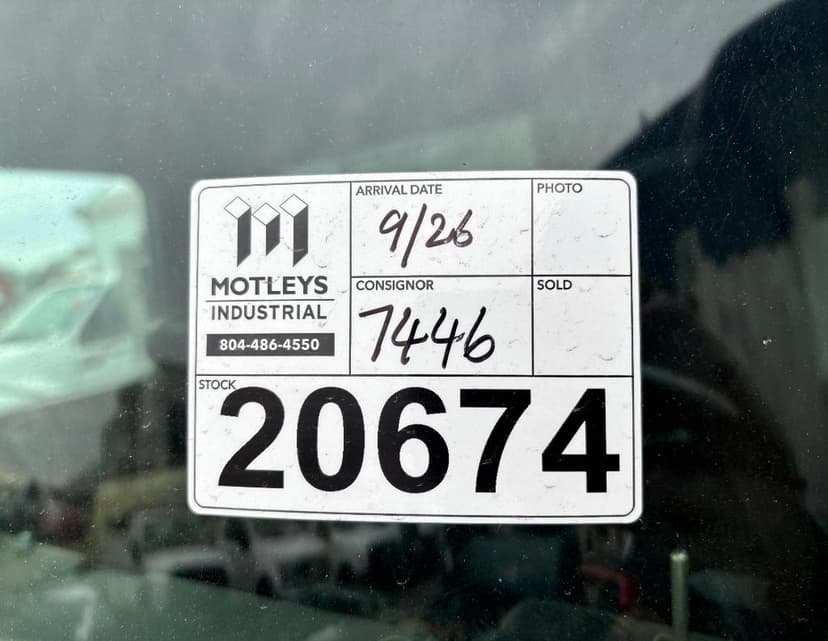 MOTLEYS
INDUSTRIAL
804-486-4550
ARRIVAL DATE
9/26
PHOTO
CONSIGNOR
7446
SOLD
STOCK
20674